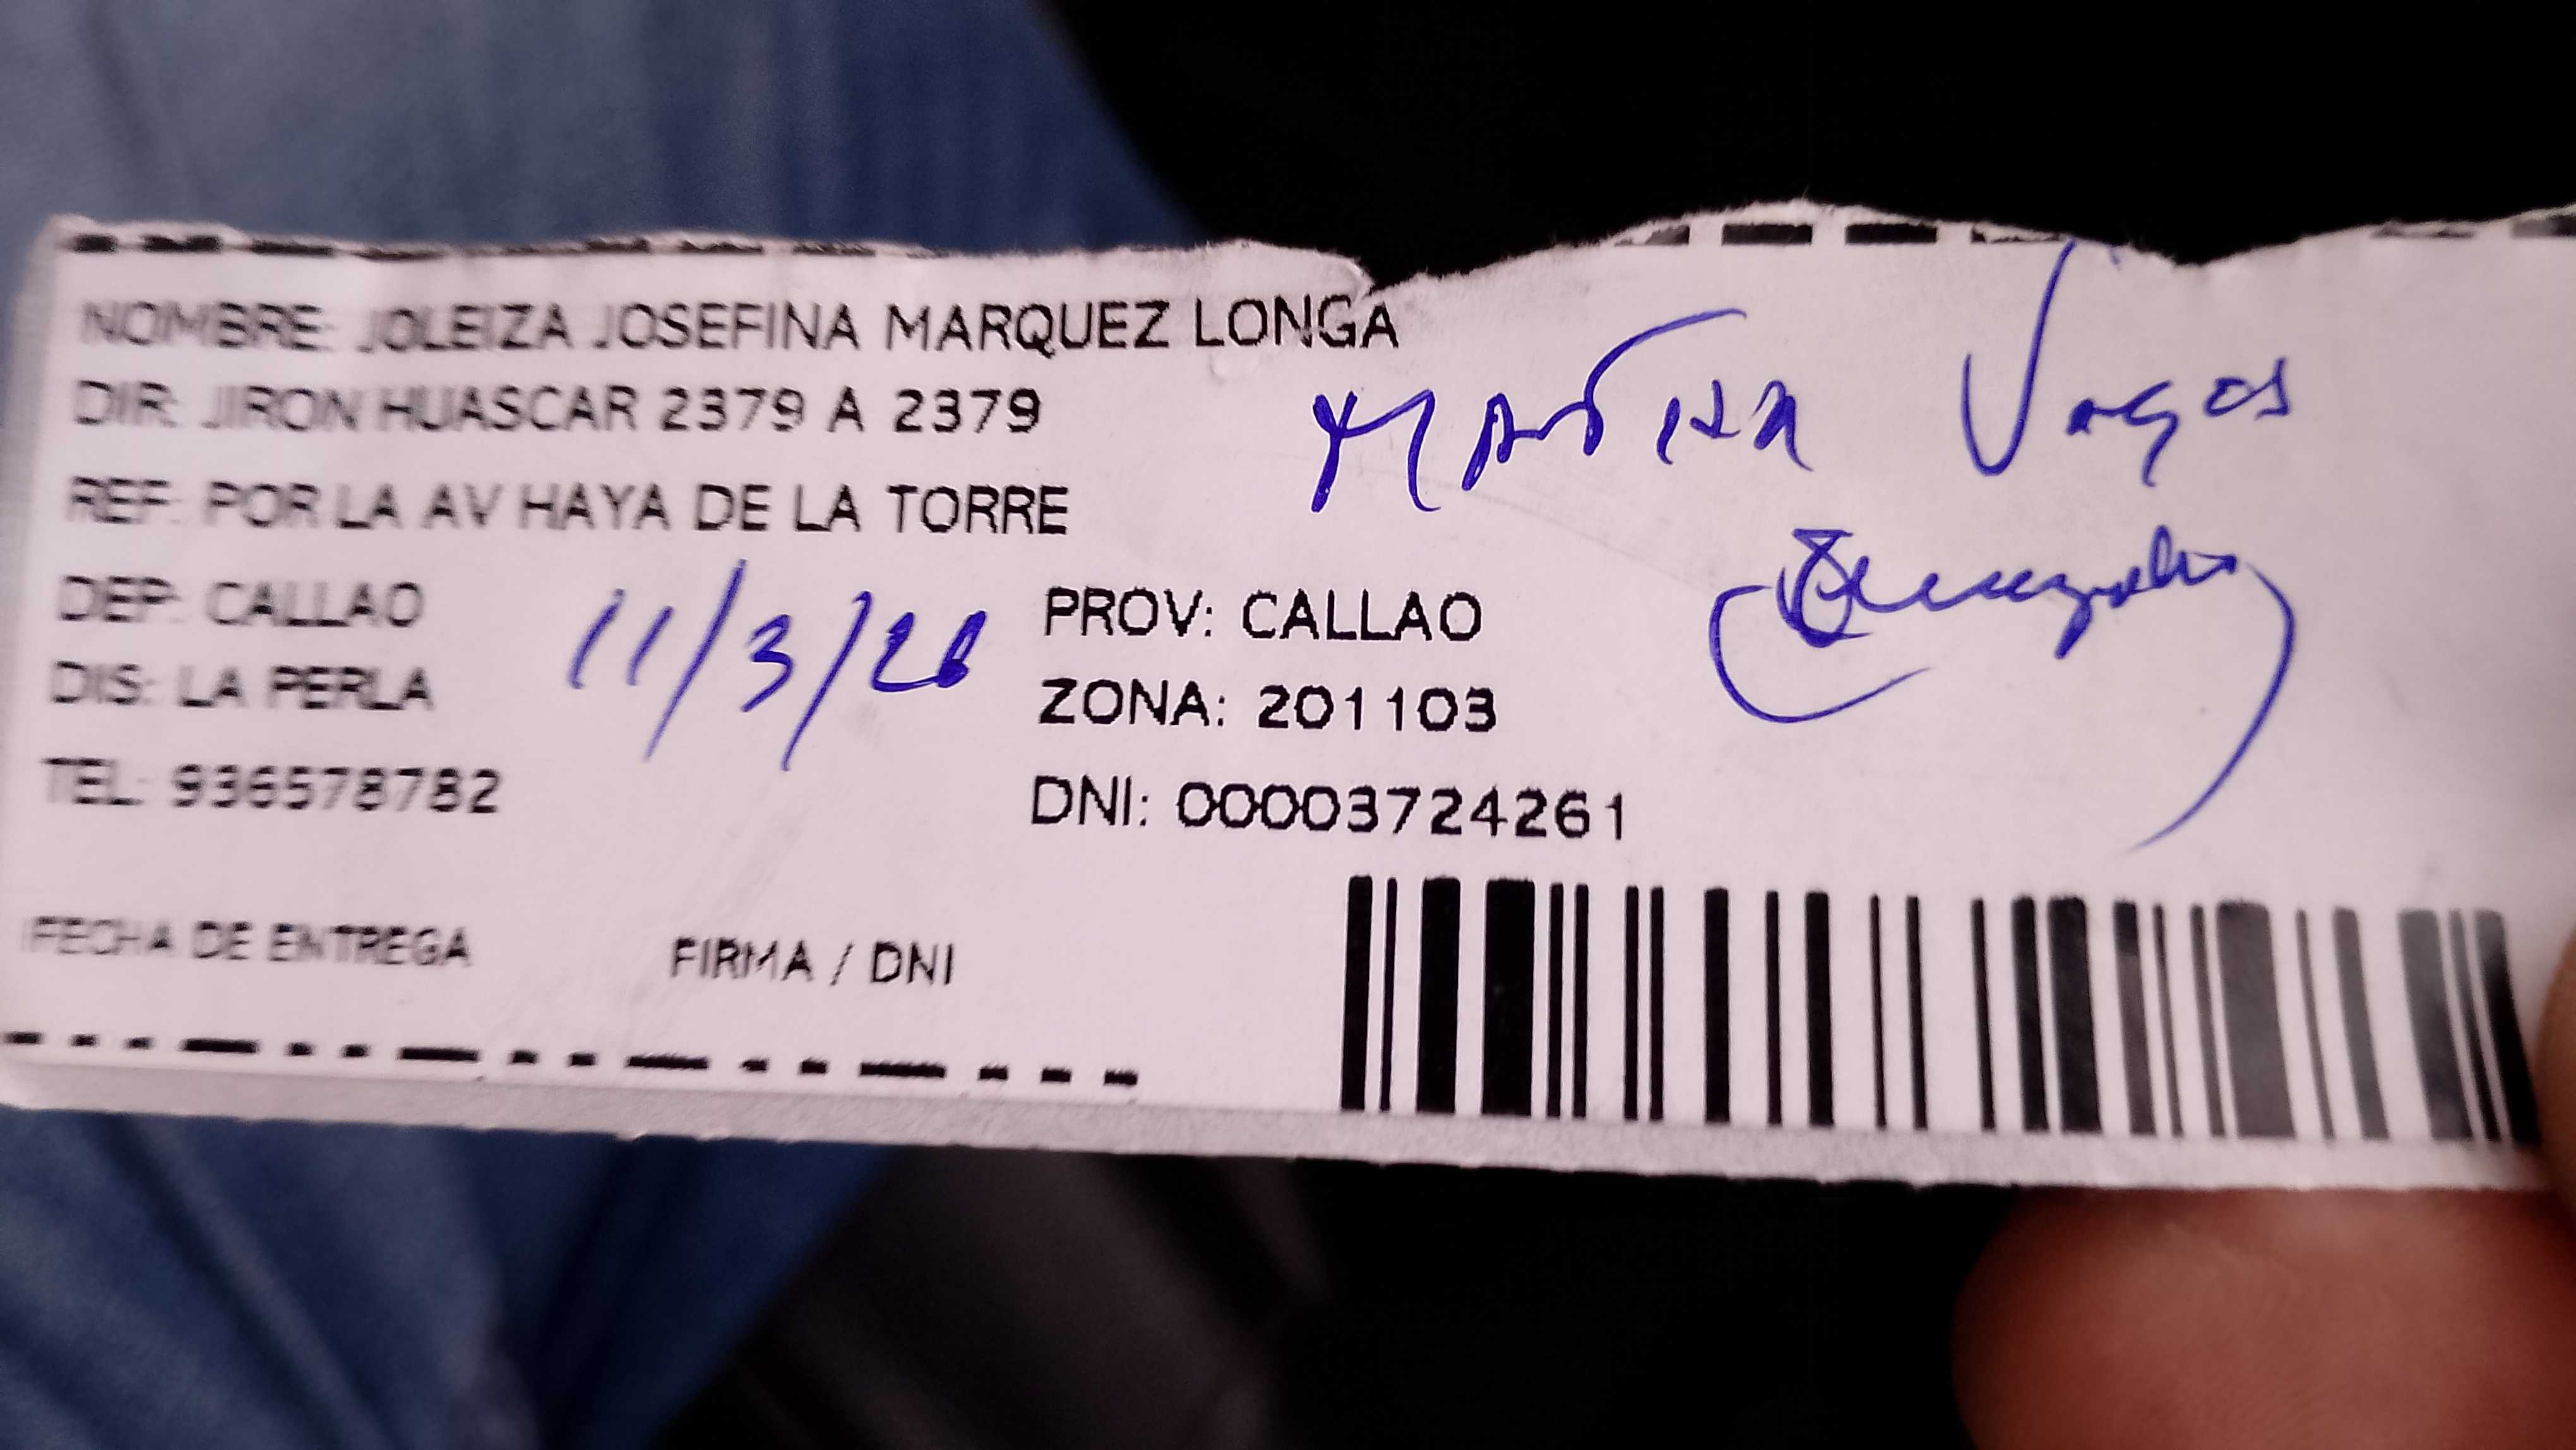 NOMBRE: JOLEIZA JOSEFINA MARQUEZ LONGA
DIR: JIRON HUASCAR 2379 A 2379
REF: POR LA AV HAYA DE LA TORRE
DEP: CALLAO
PROV: CALLAO
DIS: LA PERLA
11/3/26
ZONA: 201103
TEL: 936578782
DNI: 00003724261
FECHA DE ENTREGA
FIRMA / DNI